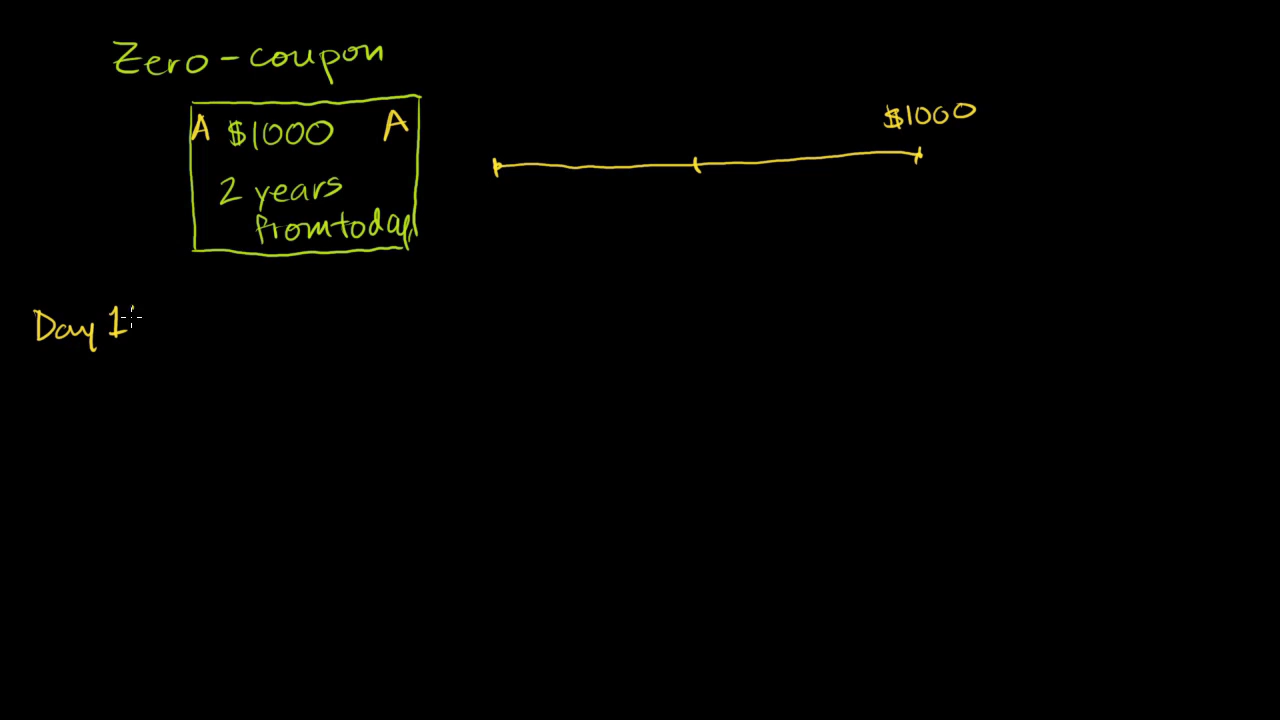 Zero-coupon
A $1000 A
$1000
2 years
from today
Day 1